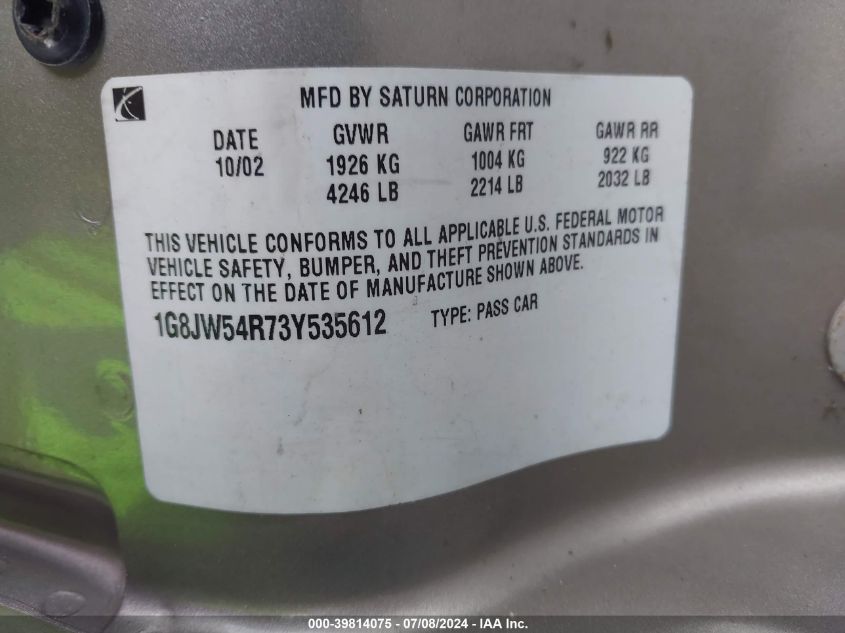 MFD BY SATURN CORPORATION
DATE GVWR GAWR FRT GAWR RR
10/02 1926 KG 1004 KG 922 KG
4246 LB 2214 LB 2032 LB
THIS VEHICLE CONFORMS TO ALL APPLICABLE U.S. FEDERAL MOTOR
VEHICLE SAFETY, BUMPER, AND THEFT PREVENTION STANDARDS IN
EFFECT ON THE DATE OF MANUFACTURE SHOWN ABOVE.
1G8JW54R73Y535612 TYPE: PASS CAR
000-39814075 - 07/08/2024 - IAA Inc.